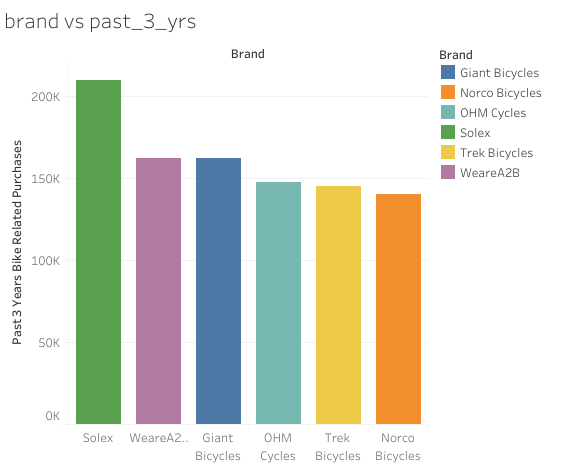 brand vs past_3_yrs
Brand
Past 3 Years Bike Related Purchases
200K
150K
100K
50K
0K
Solex
WeareA2..
Giant
Bicycles
OHM
Cycles
Trek
Bicycles
Norco
Bicycles
Brand
Giant Bicycles
Norco Bicycles
OHM Cycles
Solex
Trek Bicycles
WeareA2B